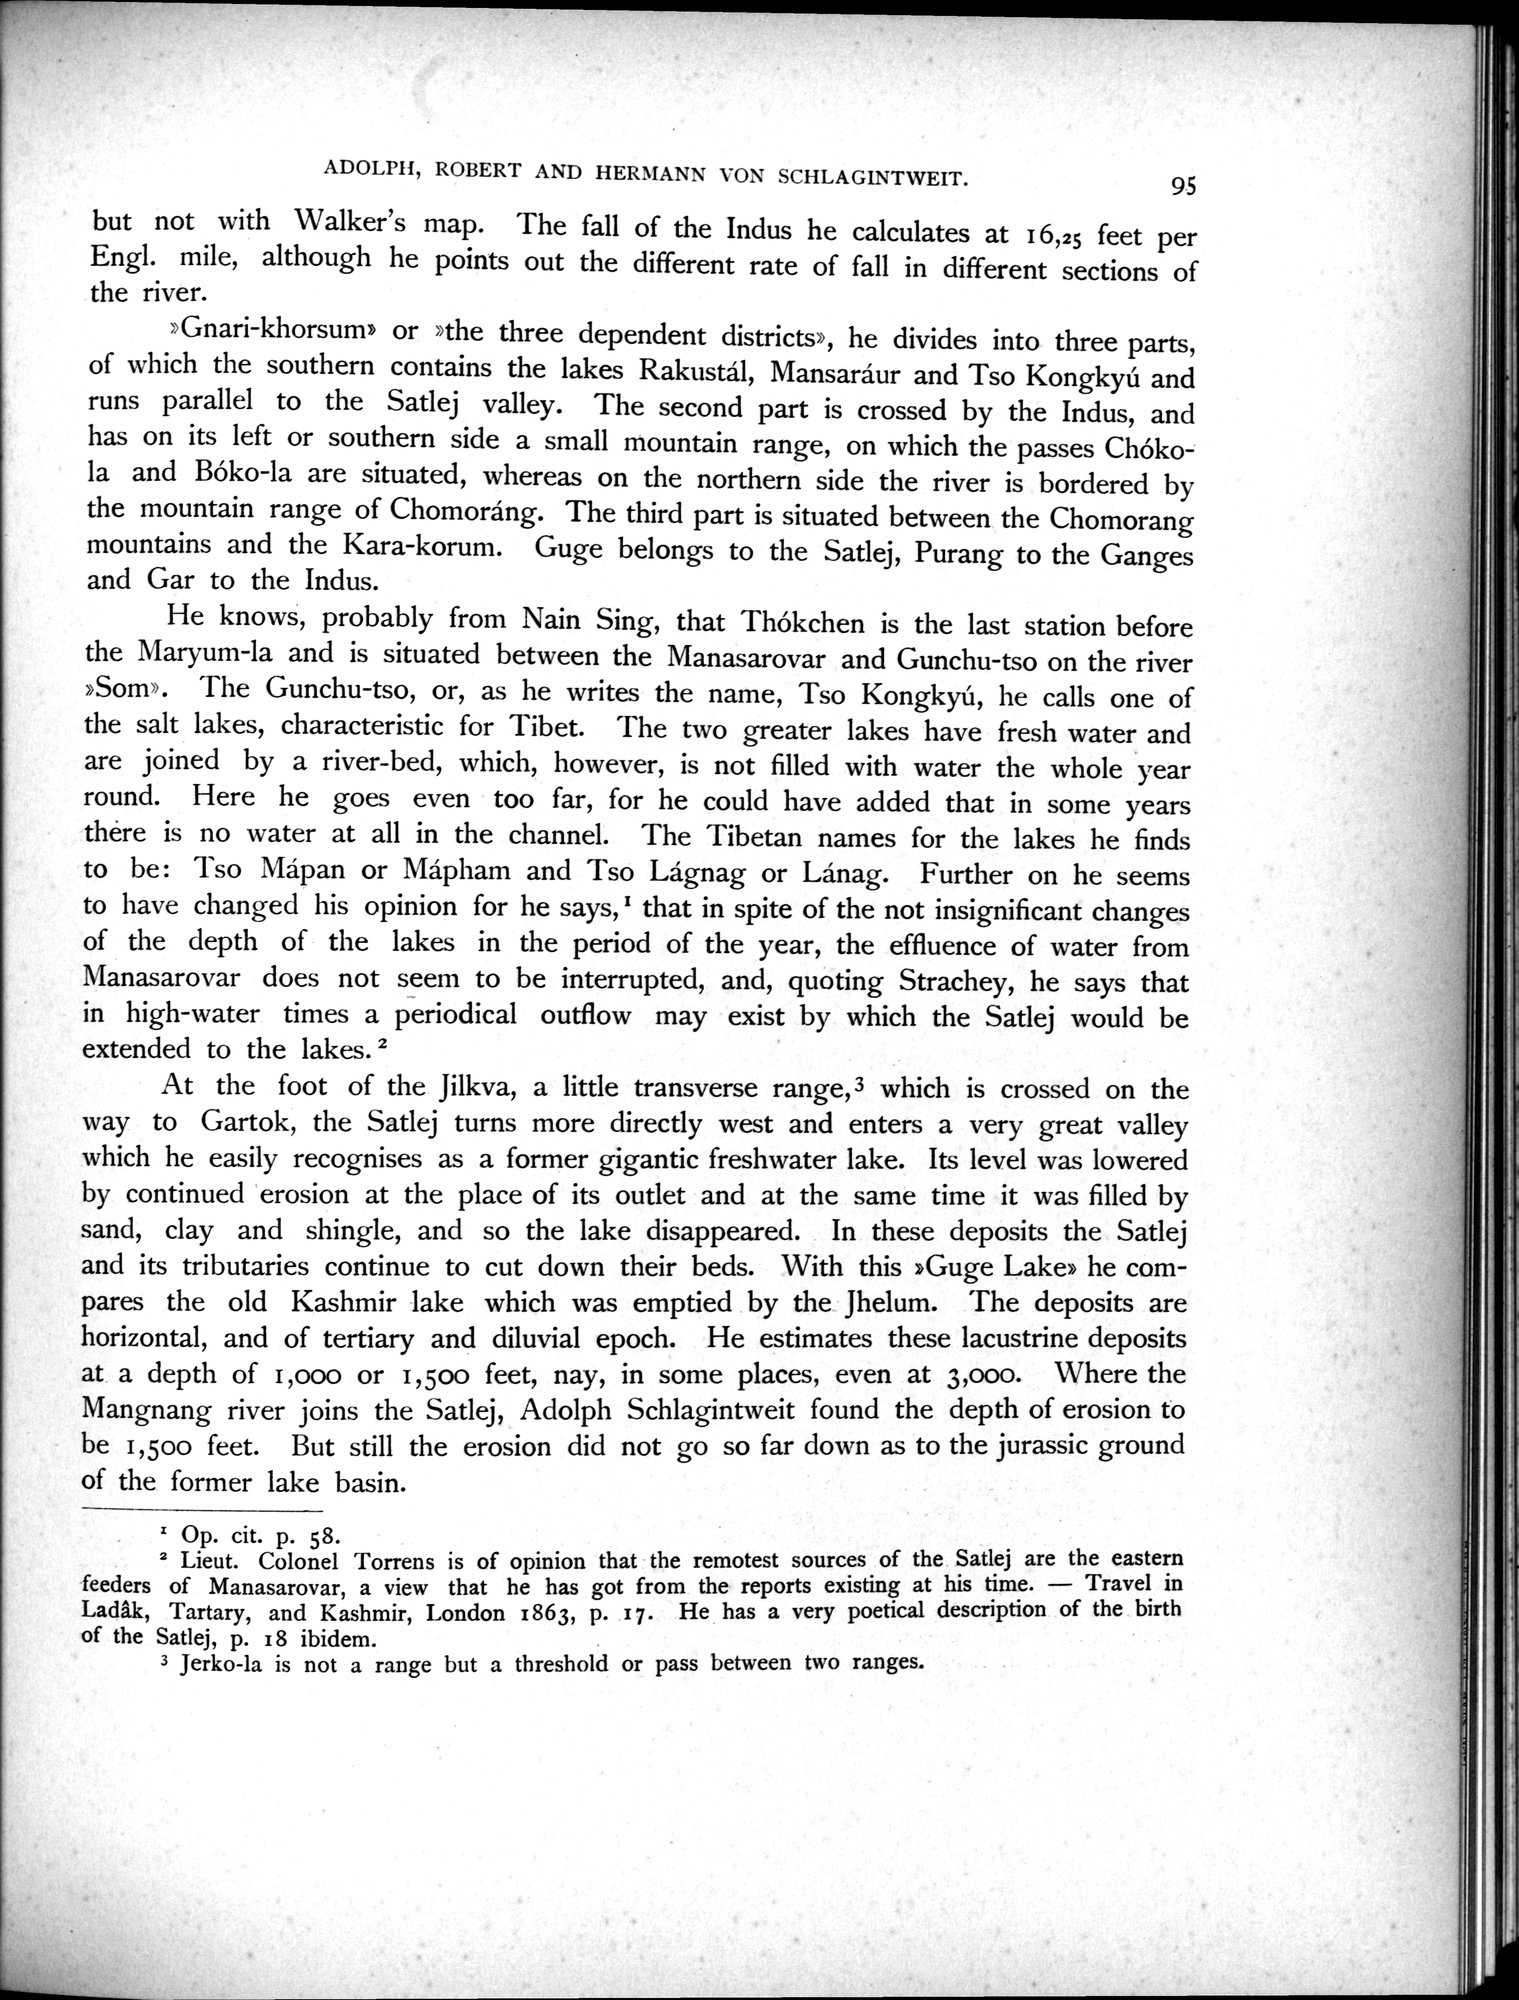 ADOLPH, ROBERT AND HERMANN VON SCHLAGINTWEIT. 95
but not with Walker's map. The fall of the Indus he calculates at 16,25 feet per
Engl. mile, although he points out the different rate of fall in different sections of
the river.
»Gnari-khorsum» or »the three dependent districts», he divides into three parts,
of which the southern contains the lakes Rakustál, Mansaráur and Tso Kongkyú and
runs parallel to the Satlej valley. The second part is crossed by the Indus, and
has on its left or southern side a small mountain range, on which the passes Chóko-
la and Bóko-la are situated, whereas on the northern side the river is bordered by
the mountain range of Chomoráng. The third part is situated between the Chomorang
mountains and the Kara-korum. Guge belongs to the Satlej, Purang to the Ganges
and Gar to the Indus.
He knows, probably from Nain Sing, that Thókchen is the last station before
the Maryum-la and is situated between the Manasarovar and Gunchu-tso on the river
»Som». The Gunchu-tso, or, as he writes the name, Tso Kongkyú, he calls one of
the salt lakes, characteristic for Tibet. The two greater lakes have fresh water and
are joined by a river-bed, which, however, is not filled with water the whole year
round. Here he goes even too far, for he could have added that in some years
there is no water at all in the channel. The Tibetan names for the lakes he finds
to be: Tso Mápan or Mápham and Tso Lágnag or Lánag. Further on he seems
to have changed his opinion for he says,¹ that in spite of the not insignificant changes
of the depth of the lakes in the period of the year, the effluence of water from
Manasarovar does not seem to be interrupted, and, quoting Strachey, he says that
in high-water times a periodical outflow may exist by which the Satlej would be
extended to the lakes.²
At the foot of the Jilkva, a little transverse range,³ which is crossed on the
way to Gartok, the Satlej turns more directly west and enters a very great valley
which he easily recognises as a former gigantic freshwater lake. Its level was lowered
by continued erosion at the place of its outlet and at the same time it was filled by
sand, clay and shingle, and so the lake disappeared. In these deposits the Satlej
and its tributaries continue to cut down their beds. With this »Guge Lake» he com-
pares the old Kashmir lake which was emptied by the Jhelum. The deposits are
horizontal, and of tertiary and diluvial epoch. He estimates these lacustrine deposits
at a depth of 1,000 or 1,500 feet, nay, in some places, even at 3,000. Where the
Mangnang river joins the Satlej, Adolph Schlagintweit found the depth of erosion to
be 1,500 feet. But still the erosion did not go so far down as to the jurassic ground
of the former lake basin.
¹ Op. cit. p. 58.
² Lieut. Colonel Torrens is of opinion that the remotest sources of the Satlej are the eastern
feeders of Manasarovar, a view that he has got from the reports existing at his time. — Travel in
Ladâk, Tartary, and Kashmir, London 1863, p. 17. He has a very poetical description of the birth
of the Satlej, p. 18 ibidem.
³ Jerko-la is not a range but a threshold or pass between two ranges.